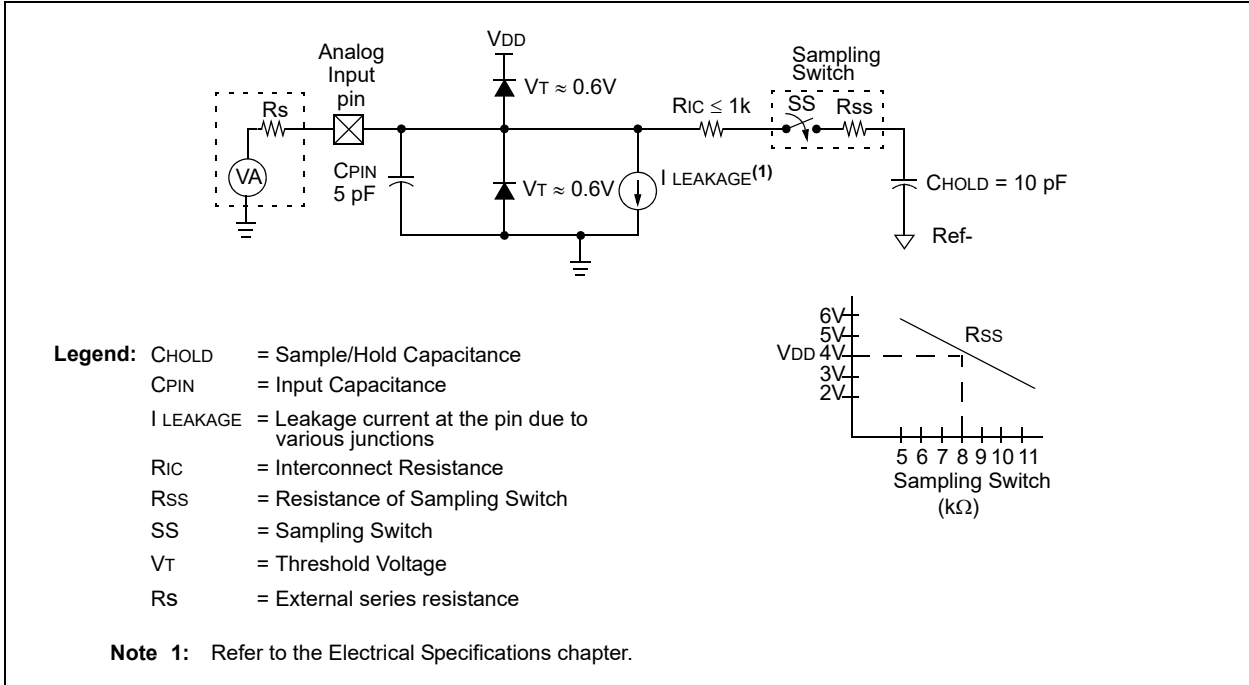 VDD
Analog
Input
pin
Sampling
Switch
VT ≈ 0.6V
RIC ≤ 1k
SS
Rss
Rs
VA
CPIN
5 pF
VT ≈ 0.6V
I LEAKAGE(1)
CHOLD = 10 pF
Ref-
6V
5V
VDD 4V
3V
2V
RSS
5 6 7 8 9 10 11
Sampling Switch
(kΩ)
Legend: CHOLD = Sample/Hold Capacitance
CPIN = Input Capacitance
I LEAKAGE = Leakage current at the pin due to
various junctions
RIC = Interconnect Resistance
RSS = Resistance of Sampling Switch
SS = Sampling Switch
VT = Threshold Voltage
Rs = External series resistance
Note 1: Refer to the Electrical Specifications chapter.